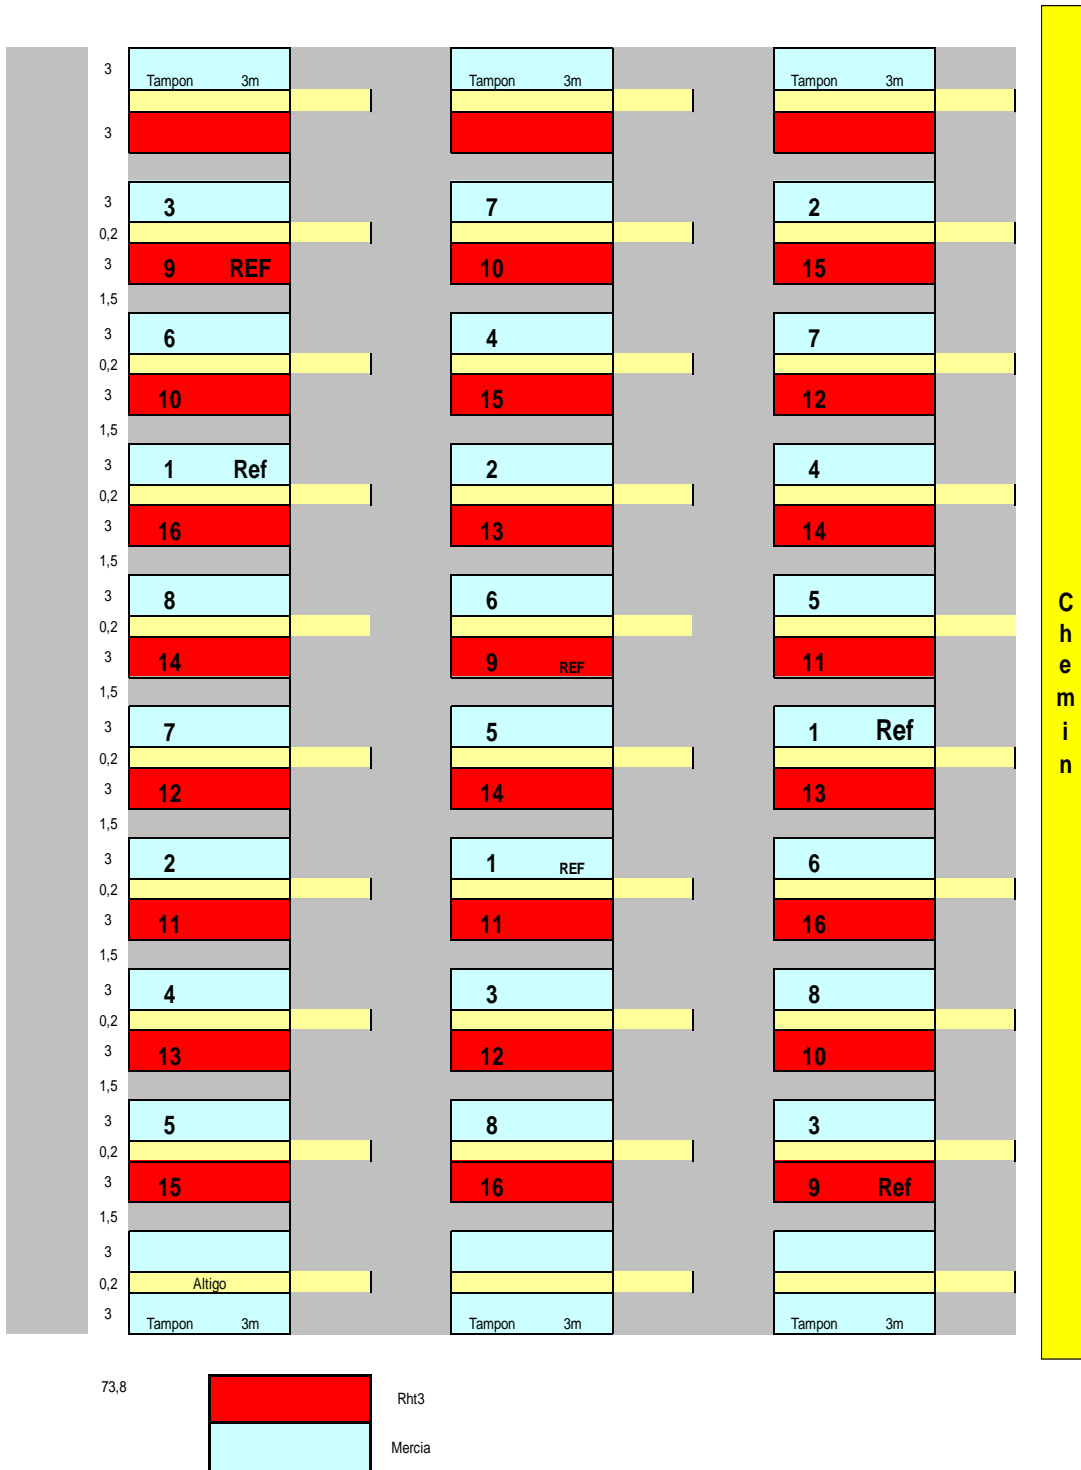 3
Tampon 3m Tampon 3m Tampon 3m
3
3 3 7 2
0,2
3 9 REF 10 15
1,5
3 6 4 7
0,2
3 10 15 12
1,5
3 1 Ref 2 4
0,2
3 16 13 14
1,5
3 8 6 5
0,2
3 14 9 REF 11
1,5
3 7 5 1 Ref
0,2
3 12 14 13
1,5
3 2 1 REF 6
0,2
3 11 11 16
1,5
3 4 3 8
0,2
3 13 12 10
1,5
3 5 8 3
0,2
3 15 16 9 Ref
1,5
3
0,2 Altigo
3
Tampon 3m Tampon 3m Tampon 3m
C
h
e
m
i
n
73,8
Rht3
Mercia